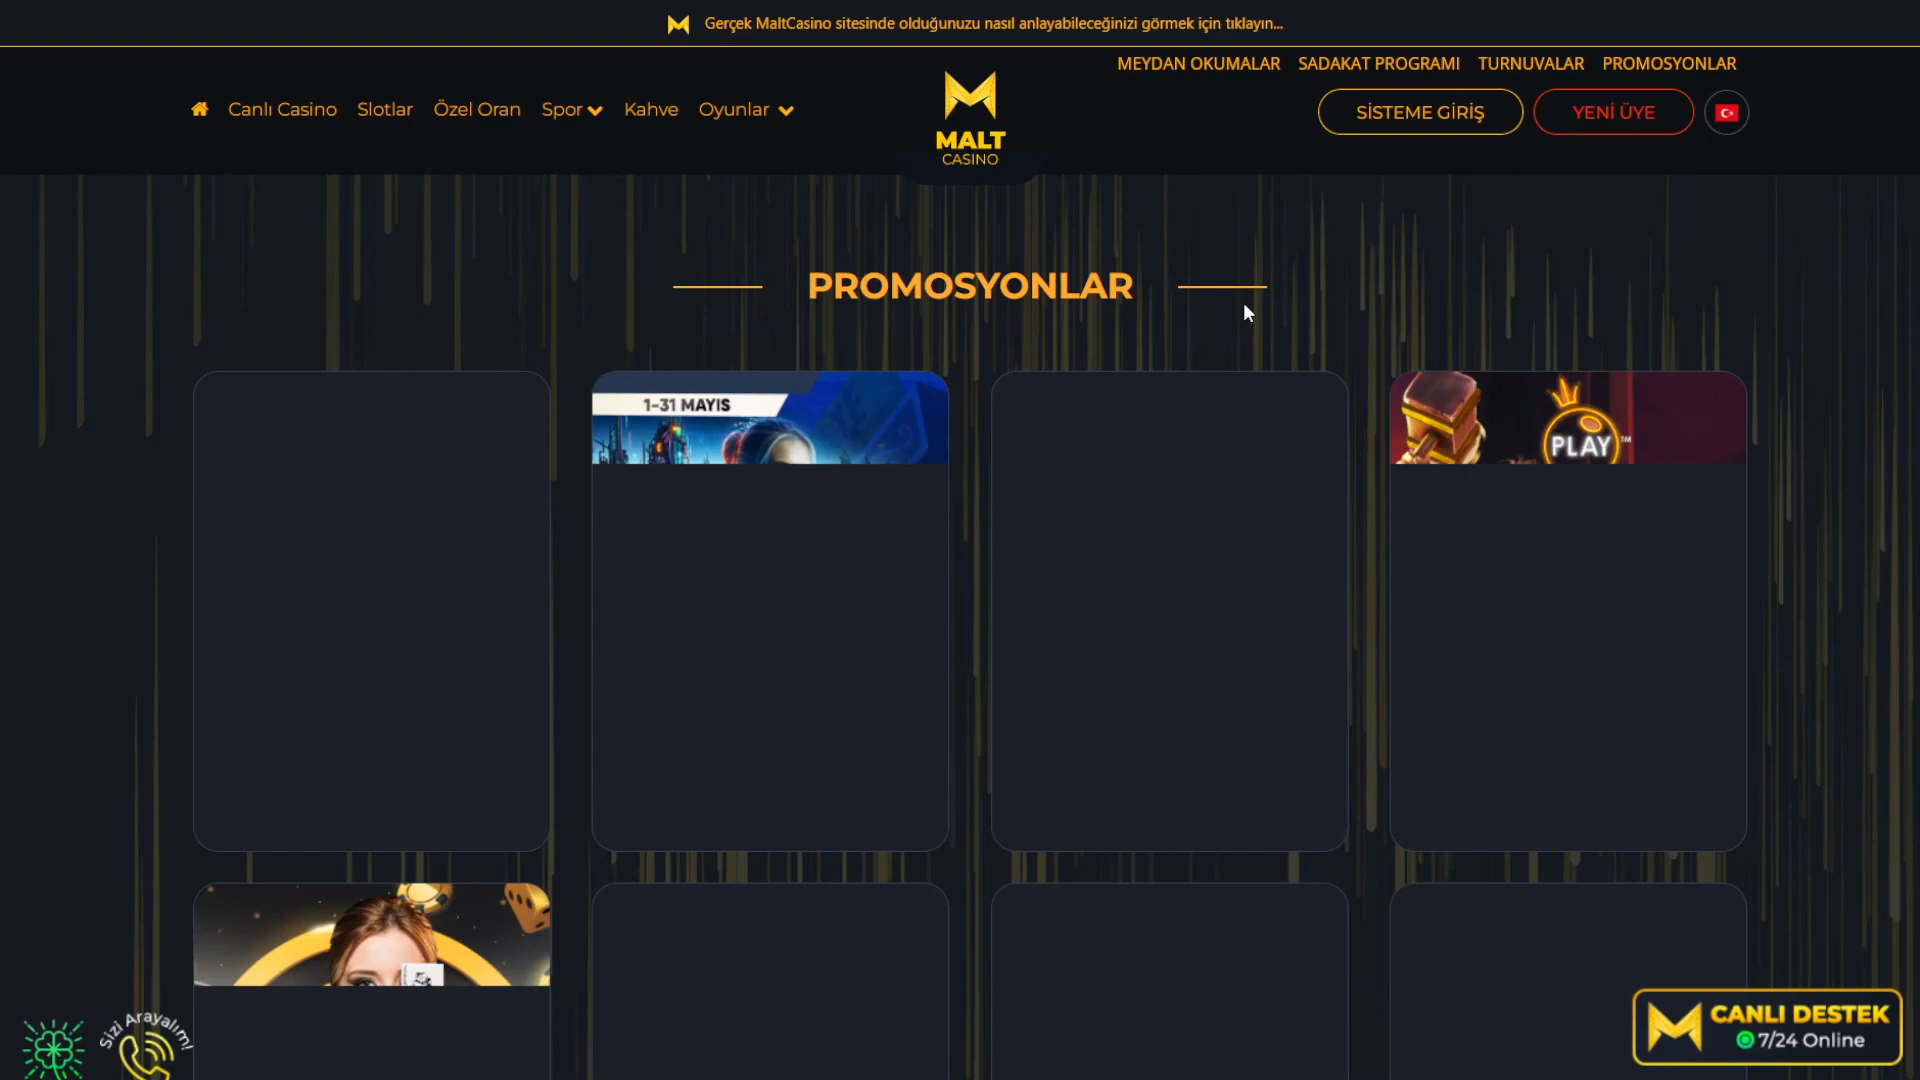 Gerçek MaltCasino sitesinde olduğunuzu nasıl anlayabileceğinizi görmek için tıklayın...
MEYDAN OKUMALAR SADAKAT PROGRAMI TURNUVALAR PROMOSYONLAR
Canlı Casino Slotlar Özel Oran Spor Kahve Oyunlar
MALT
CASINO
SİSTEME GİRİŞ YENİ ÜYE
PROMOSYONLAR
1-31 MAYIS
PLAY™
Sizi Arayalım!
CANLI DESTEK
7/24 Online